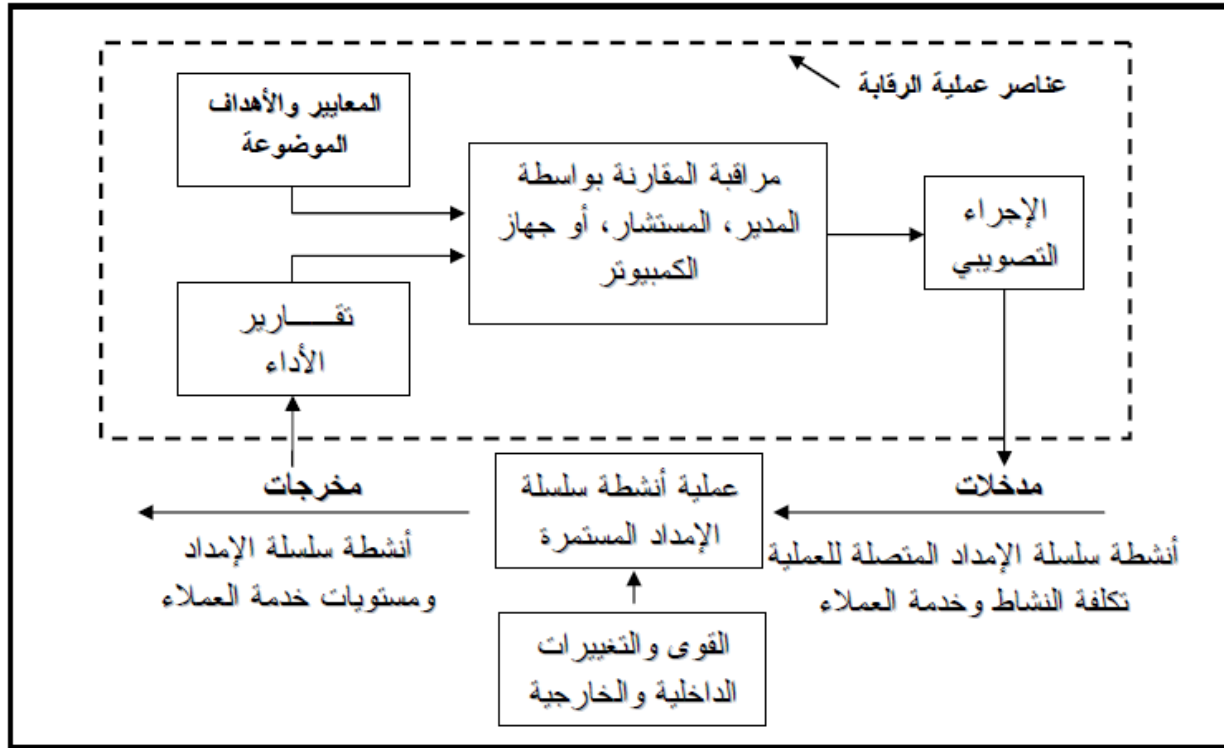 عناصر عملية الرقابة
المعايير والأهداف
الموضوعة
مراقبة المقارنة بواسطة
المدير، المستشار، أو جهاز
الكمبيوتر
الإجراء
التصويبي
تقـــــارير
الأداء
مدخلات
أنشطة سلسلة الإمداد المتصلة للعملية
تكلفة النشاط وخدمة العملاء
عملية أنشطة سلسلة
الإمداد المستمرة
مخرجات
أنشطة سلسلة الإمداد
ومستويات خدمة العملاء
القوى والتغييرات
الداخلية والخارجية